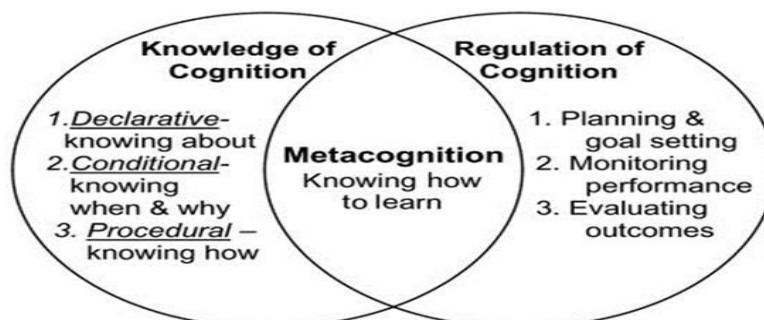 Knowledge of
Cognition
1.Declarative-
knowing about
2.Conditional-
knowing
when & why
3. Procedural –
knowing how
Metacognition
Knowing how
to learn
Regulation of
Cognition
1. Planning &
goal setting
2. Monitoring
performance
3. Evaluating
outcomes